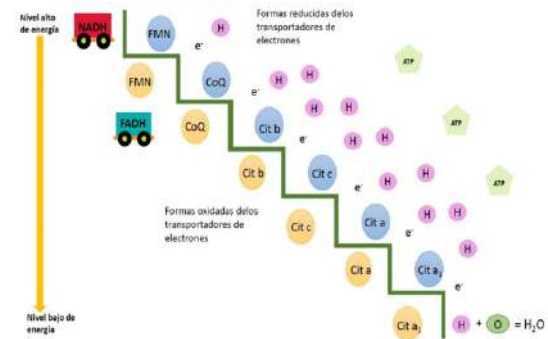 Nivel alto
de energía
NADH
FMN
H
Formas reducidas delos
transportadores de
electrones
e-
FMN
CoQ
H
H
ATP
e-
FADH
CoQ
Cit b
H
H
ATP
e-
H
H
Cit b
Cit c
H
H
ATP
e-
Formas oxidadas delos
transportadores de
electrones
Cit c
Cit a
H
H
e-
H
Cit a
Cit a3
e-
Nivel bajo de
energía
Cit a3
H + O = H2O